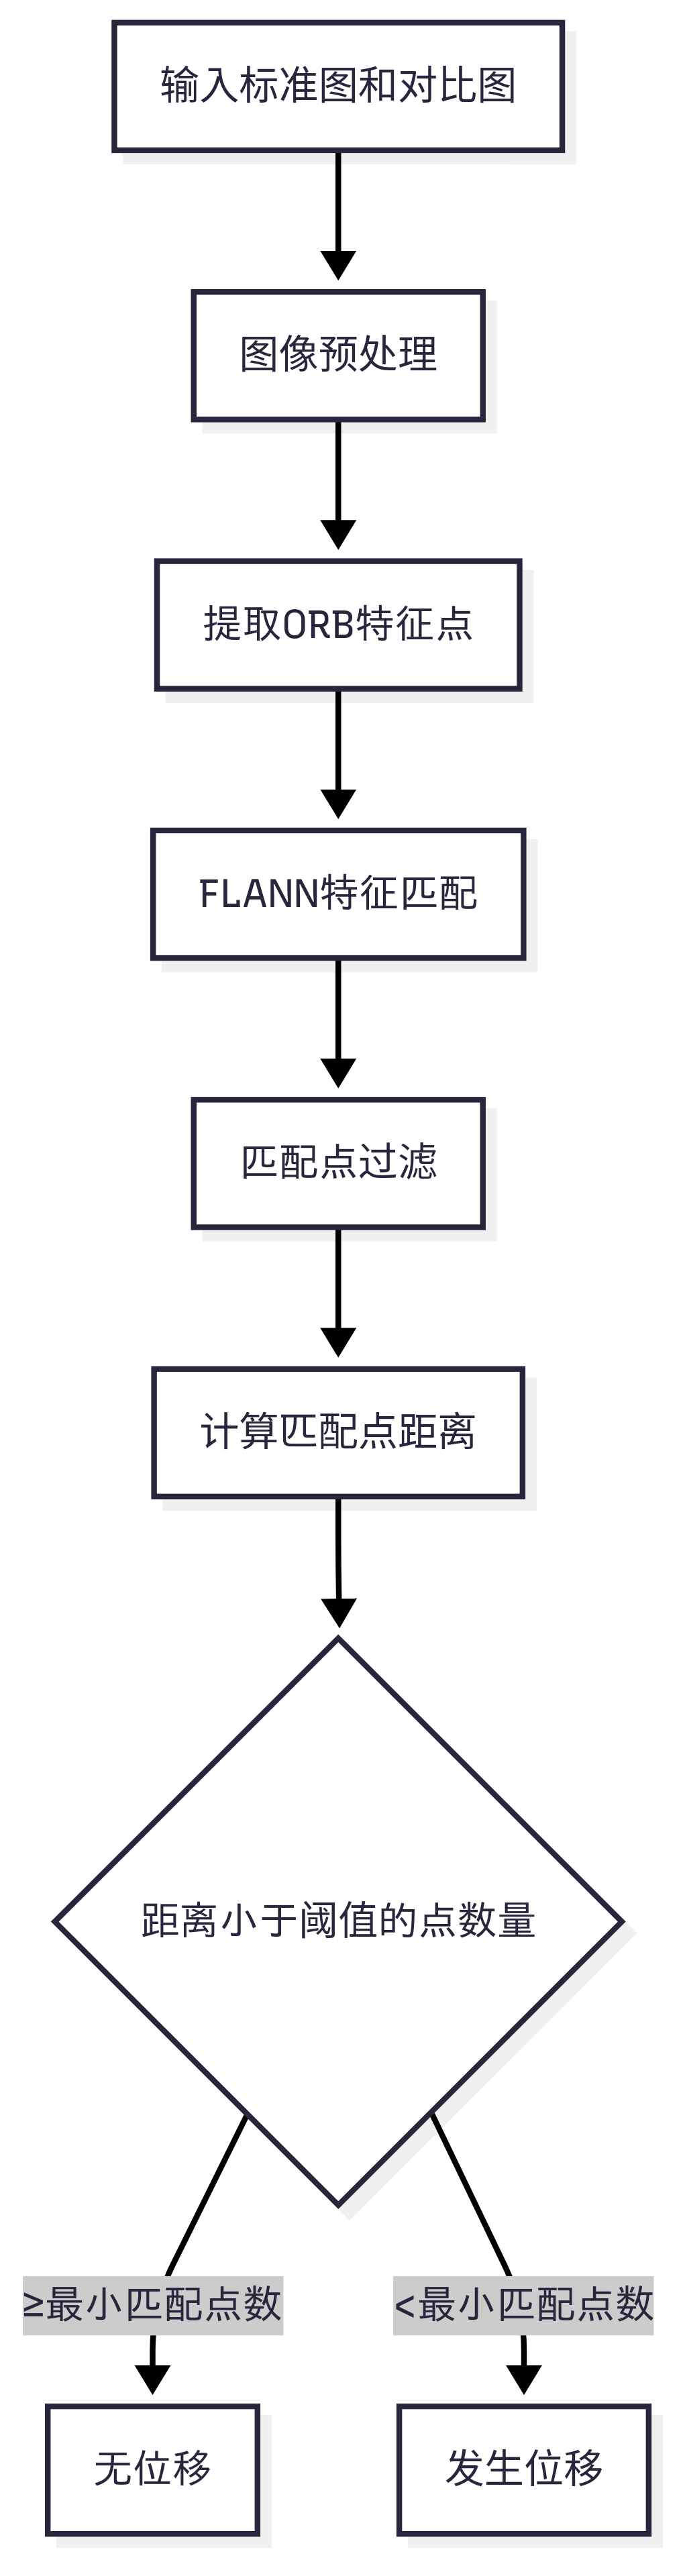 输入标准图和对比图
图像预处理
提取ORB特征点
FLANN特征匹配
匹配点过滤
计算匹配点距离
距离小于阈值的点数量
≥最小匹配点数
<最小匹配点数
无位移
发生位移